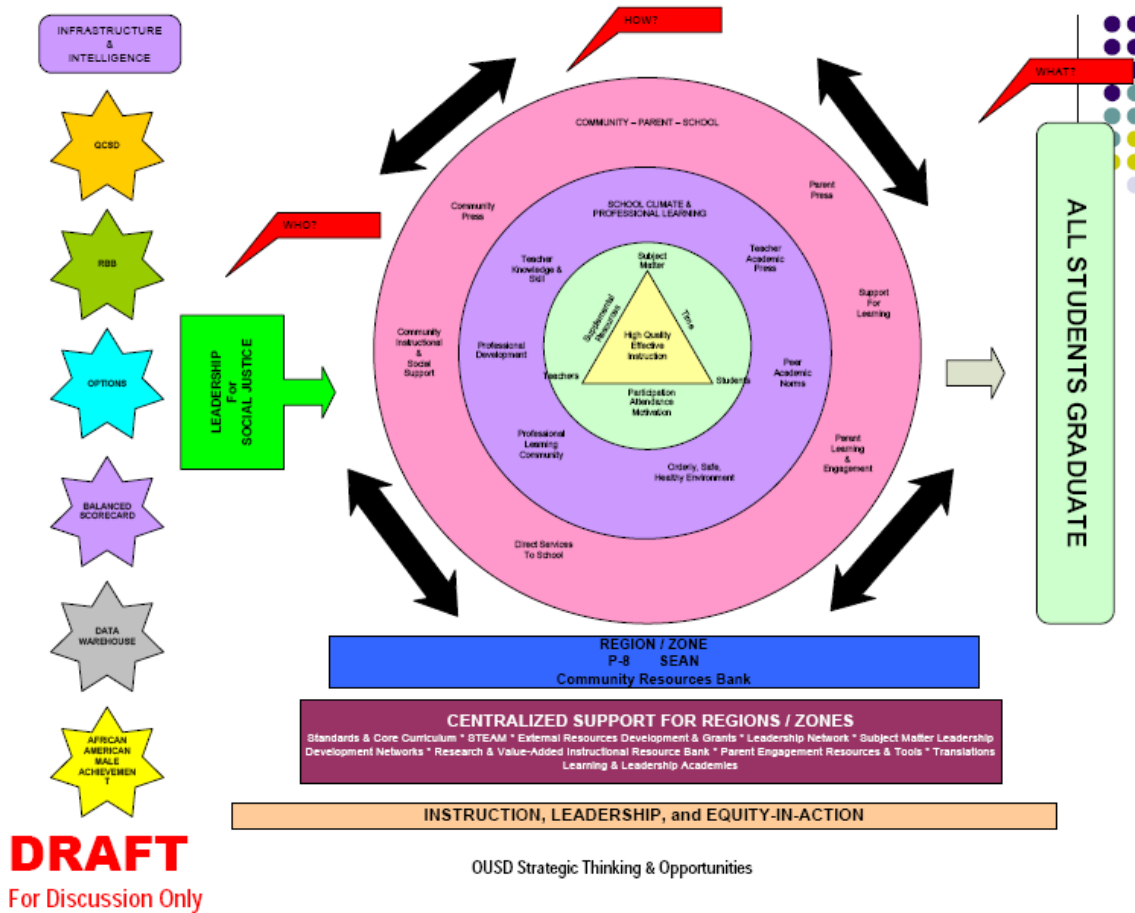 INFRASTRUCTURE
&
INTELLIGENCE
QCSD
RBB
OPTIONS
BALANCED
SCORECARD
DATA
WAREHOUSE
AFRICAN
AMERICAN
MALE
ACHIEVEMEN
T
WHO?
HOW?
WHAT?
LEADERSHIP
For
SOCIAL JUSTICE
COMMUNITY – PARENT – SCHOOL
Community
Press
Parent
Press
Community
Instructional
&
Social
Support
Support
For
Learning
Parent
Learning
&
Engagement
Direct Services
To School
SCHOOL CLIMATE &
PROFESSIONAL LEARNING
Teacher
Knowledge &
Skill
Teacher
Academic
Press
Professional
Development
Peer
Academic
Norms
Professional
Learning
Community
Orderly, Safe,
Healthy Environment
Subject
Matter
Supplemental
Resources
Time
High Quality
Effective
Instruction
Teachers
Students
Participation
Attendance
Motivation
ALL STUDENTS GRADUATE
REGION / ZONE
P-8 SEAN
Community Resources Bank
CENTRALIZED SUPPORT FOR REGIONS / ZONES
Standards & Core Curriculum * STEAM * External Resources Development & Grants * Leadership Network * Subject Matter Leadership
Development Networks * Research & Value-Added Instructional Resource Bank * Parent Engagement Resources & Tools * Translations
Learning & Leadership Academies
INSTRUCTION, LEADERSHIP, and EQUITY-IN-ACTION
DRAFT
For Discussion Only
OUSD Strategic Thinking & Opportunities